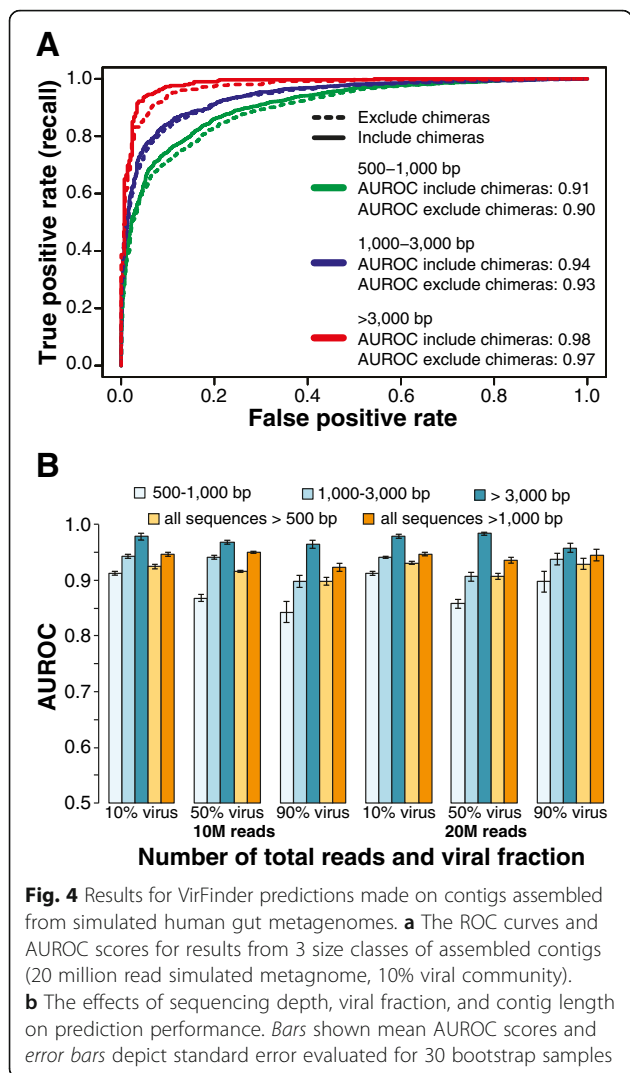 A
True positive rate (recall)
1.0
0.8
0.6
0.4
0.2
0.0
Exclude chimeras
Include chimeras
500–1,000 bp
AUROC include chimeras: 0.91
AUROC exclude chimeras: 0.90
1,000–3,000 bp
AUROC include chimeras: 0.94
AUROC exclude chimeras: 0.93
>3,000 bp
AUROC include chimeras: 0.98
AUROC exclude chimeras: 0.97
0.0 0.2 0.4 0.6 0.8 1.0
False positive rate
B
500-1,000 bp 1,000-3,000 bp > 3,000 bp
all sequences > 500 bp all sequences >1,000 bp
AUROC
1.0
0.9
0.8
0.7
0.6
0.5
10% virus 50% virus 90% virus 10% virus 50% virus 90% virus
10M reads 20M reads
Number of total reads and viral fraction
Fig. 4 Results for VirFinder predictions made on contigs assembled
from simulated human gut metagenomes. a The ROC curves and
AUROC scores for results from 3 size classes of assembled contigs
(20 million read simulated metagnome, 10% viral community).
b The effects of sequencing depth, viral fraction, and contig length
on prediction performance. Bars shown mean AUROC scores and
error bars depict standard error evaluated for 30 bootstrap samples